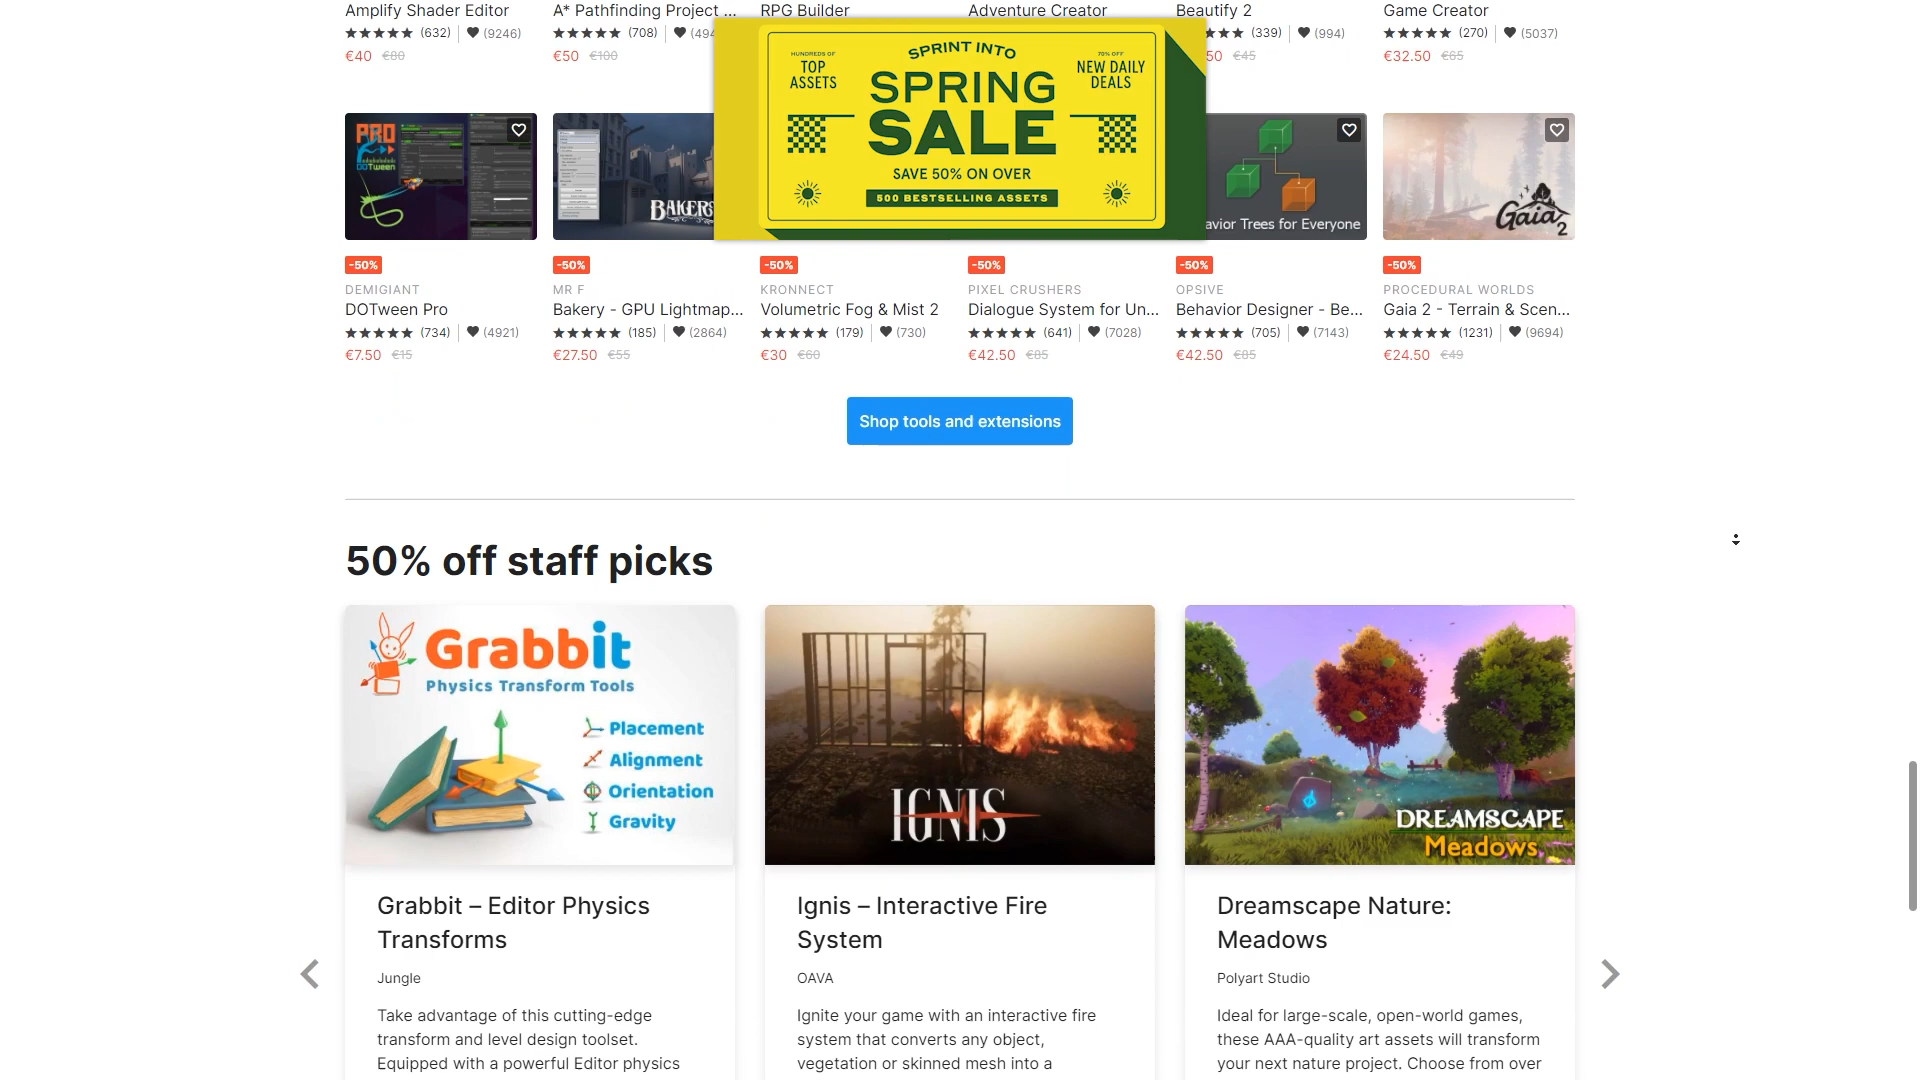 Amplify Shader Editor
(632) (9246)
€40 €80
A* Pathfinding Project ...
(708) (494
€50 €100
RPG Builder
Adventure Creator
Beautify 2
(339) (994)
50 €45
Game Creator
(270) (5037)
€32.50 €65
HUNDREDS OF
TOP
ASSETS
SPRINT INTO
SPRING
SALE
SAVE 50% ON OVER
500 BESTSELLING ASSETS
70% OFF
NEW DAILY
DEALS
PRO
DOTween
BAKERY
avior Trees for Everyone
Gaia
2
-50%
DEMIGIANT
DOTween Pro
(734) (4921)
€7.50 €15
-50%
MR F
Bakery - GPU Lightmap...
(185) (2864)
€27.50 €55
-50%
KRONNECT
Volumetric Fog & Mist 2
(179) (730)
€30 €60
-50%
PIXEL CRUSHERS
Dialogue System for Un...
(641) (7028)
€42.50 €85
-50%
OPSIVE
Behavior Designer - Be...
(705) (7143)
€42.50 €85
-50%
PROCEDURAL WORLDS
Gaia 2 - Terrain & Scen...
(1231) (9694)
€24.50 €49
Shop tools and extensions
50% off staff picks
Grabbit
Physics Transform Tools
Placement
Alignment
Orientation
Gravity
Grabbit – Editor Physics
Transforms
Jungle
Take advantage of this cutting-edge
transform and level design toolset.
Equipped with a powerful Editor physics
IGNIS
Ignis – Interactive Fire
System
OAVA
Ignite your game with an interactive fire
system that converts any object,
vegetation or skinned mesh into a
DREAMSCAPE
Meadows
Dreamscape Nature:
Meadows
Polyart Studio
Ideal for large-scale, open-world games,
these AAA-quality art assets will transform
your next nature project. Choose from over